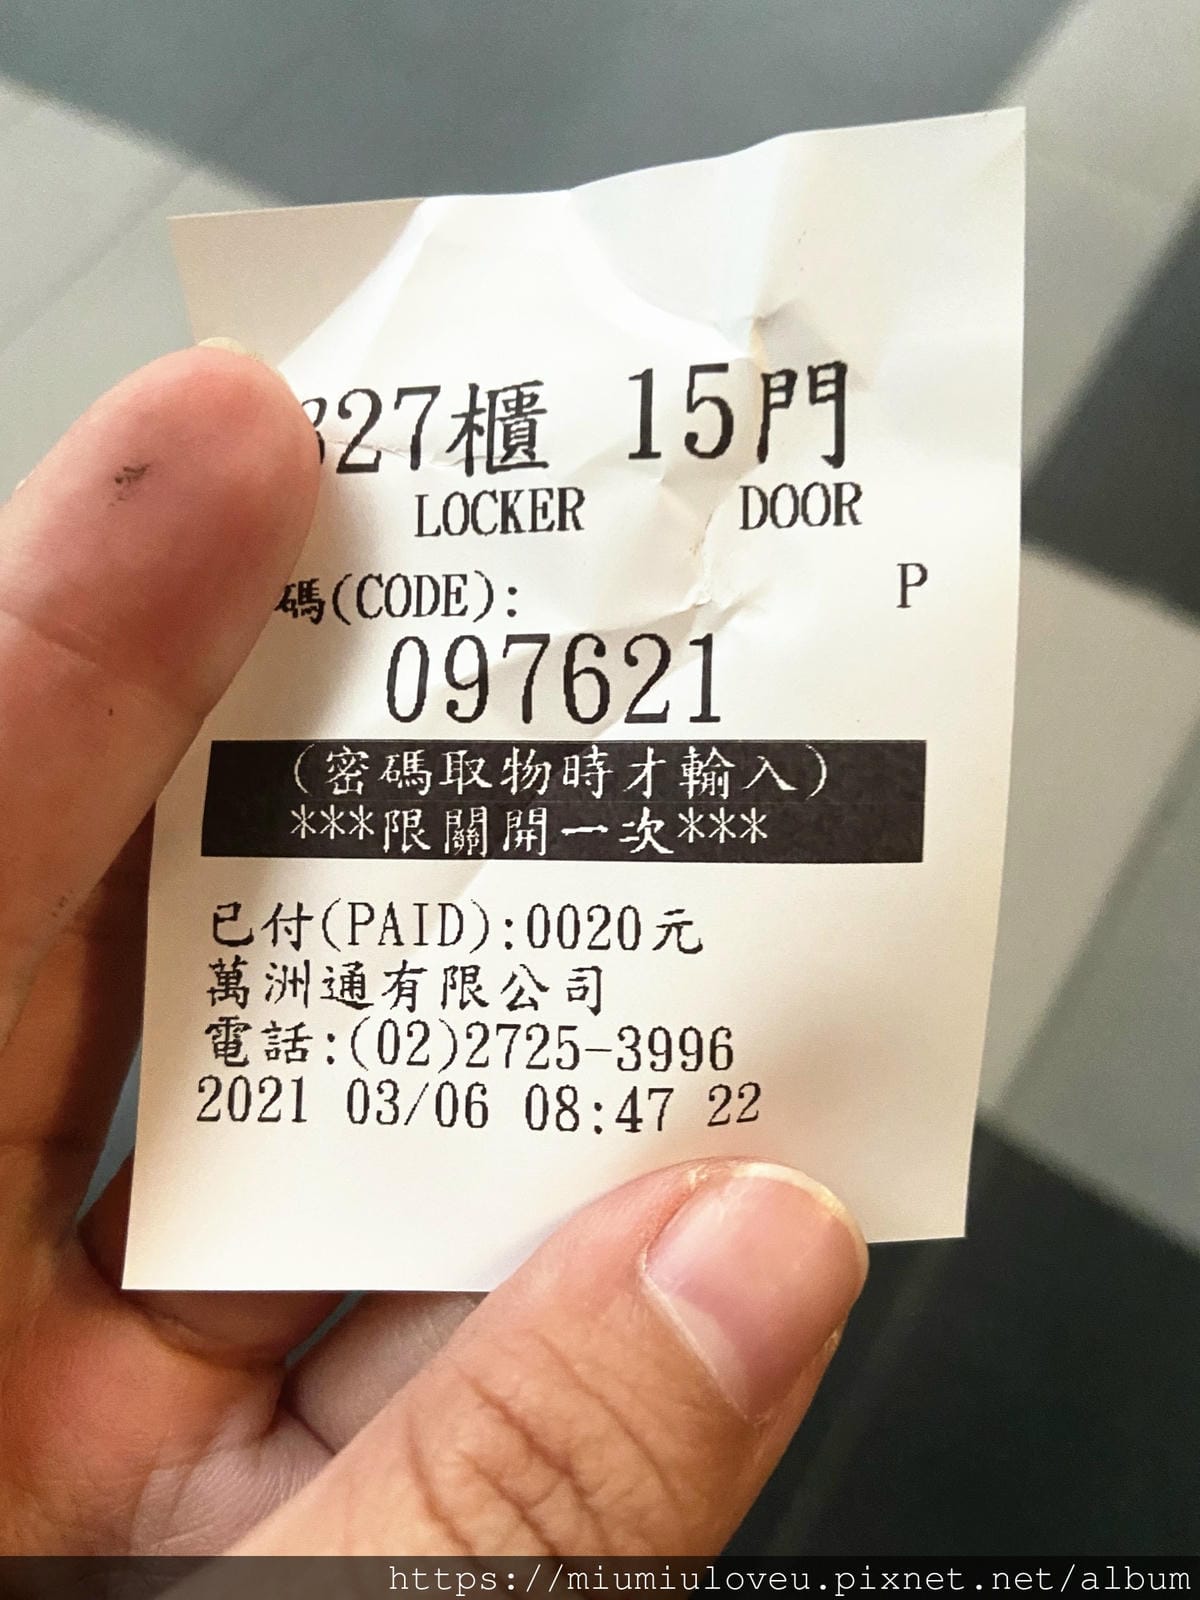 27櫃 15門
LOCKER DOOR
碼(CODE): P
097621
(密碼取物時才輸入)
***限關開一次***
已付(PAID):0020元
萬洲通有限公司
電話:(02)2725-3996
2021 03/06 08:47 22
https://miumiuloveu.pixnet.net/album